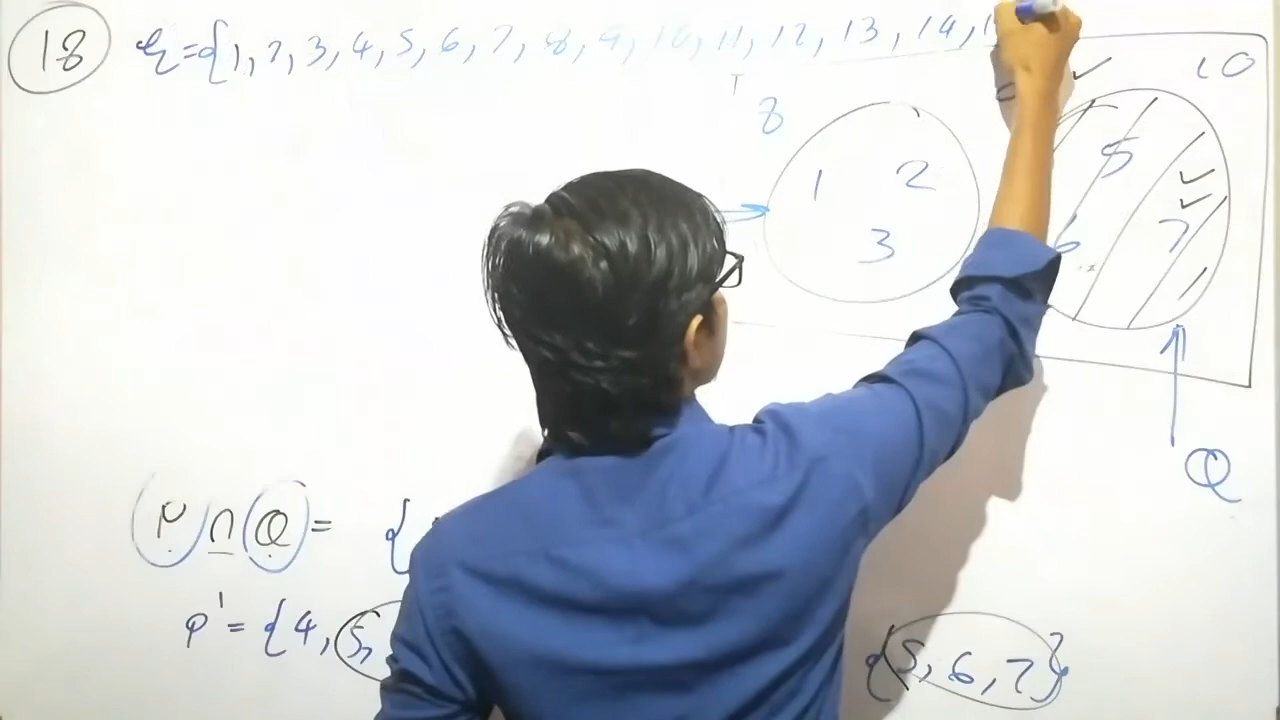 18 ξ={1, 2, 3, 4, 5, 6, 7, 8, 9, 10, 11, 12, 13, 14, 1
10
8
5
1 2
3
6 7
Q
P ∩ Q = {
P' = {4, 5,
{5, 6, 7}